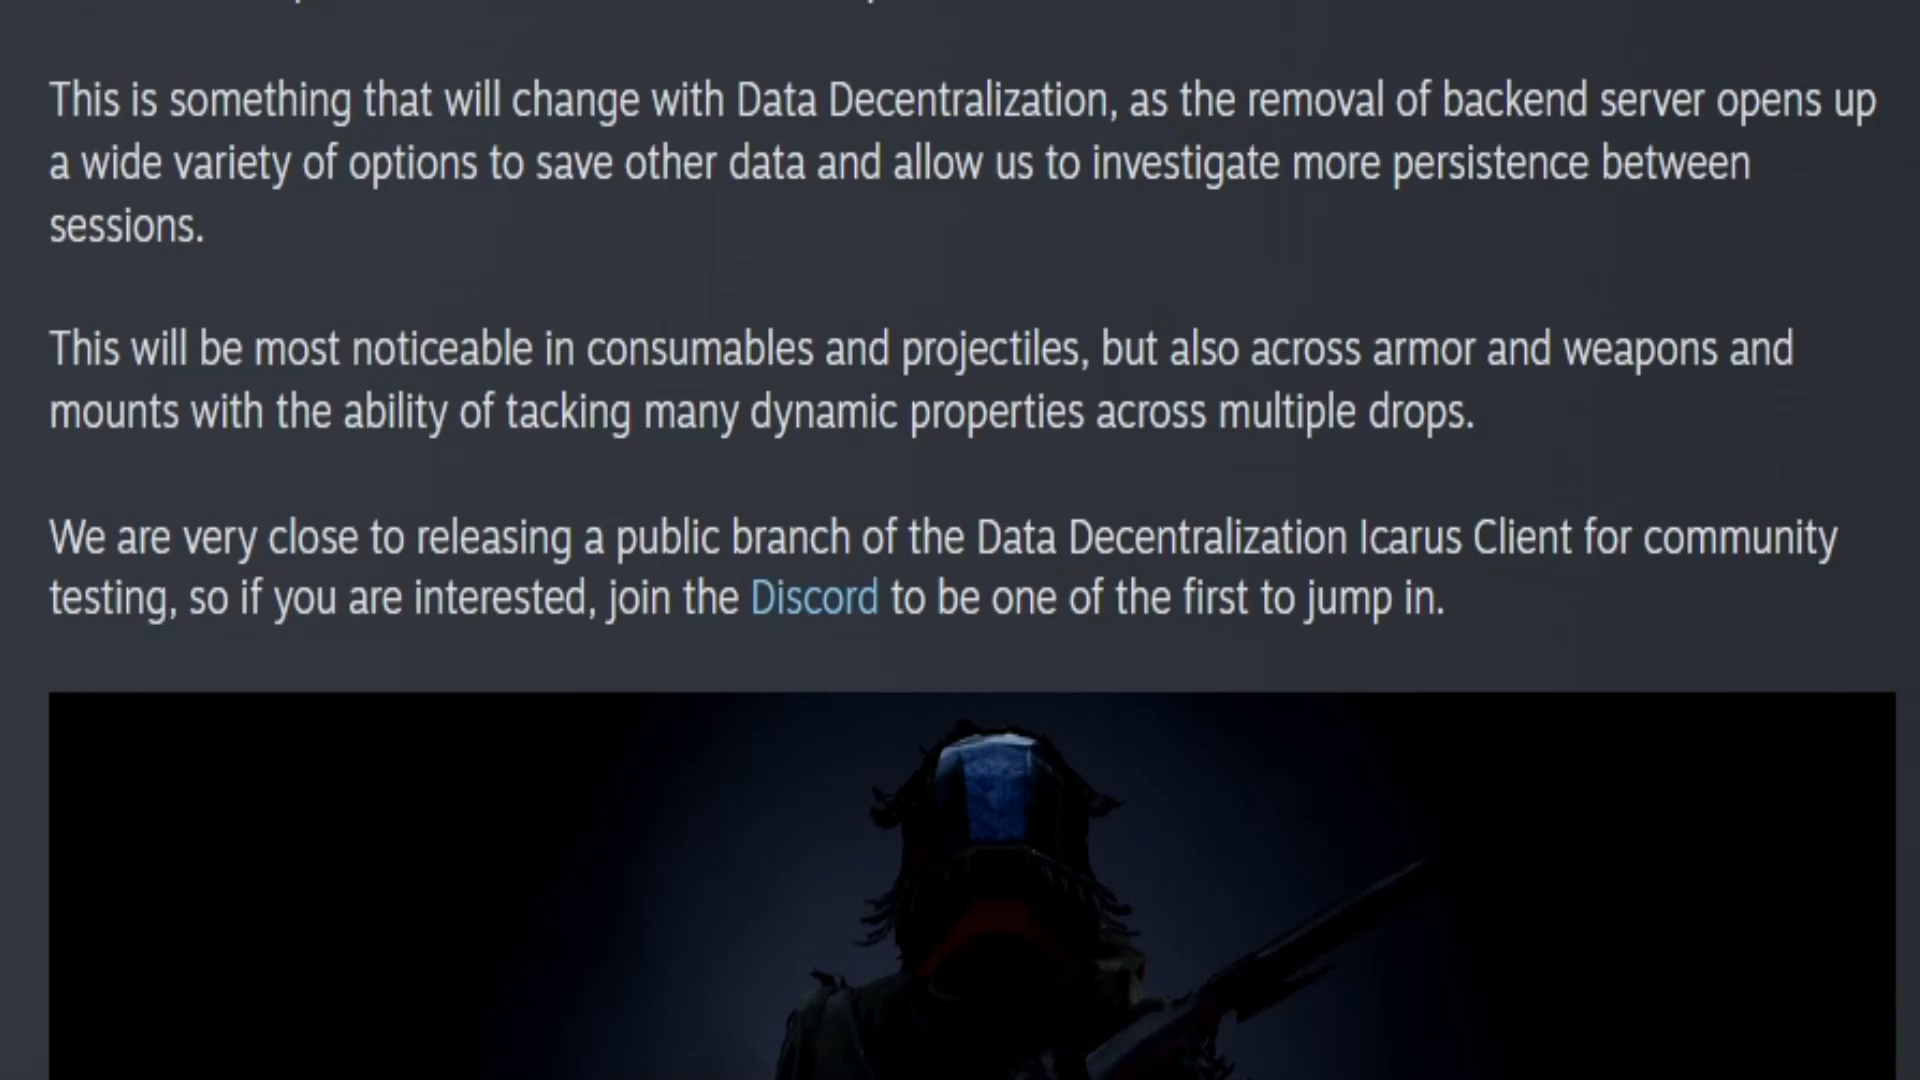 This is something that will change with Data Decentralization, as the removal of backend server opens up
a wide variety of options to save other data and allow us to investigate more persistence between
sessions.
This will be most noticeable in consumables and projectiles, but also across armor and weapons and
mounts with the ability of tacking many dynamic properties across multiple drops.
We are very close to releasing a public branch of the Data Decentralization Icarus Client for community
testing, so if you are interested, join the Discord to be one of the first to jump in.